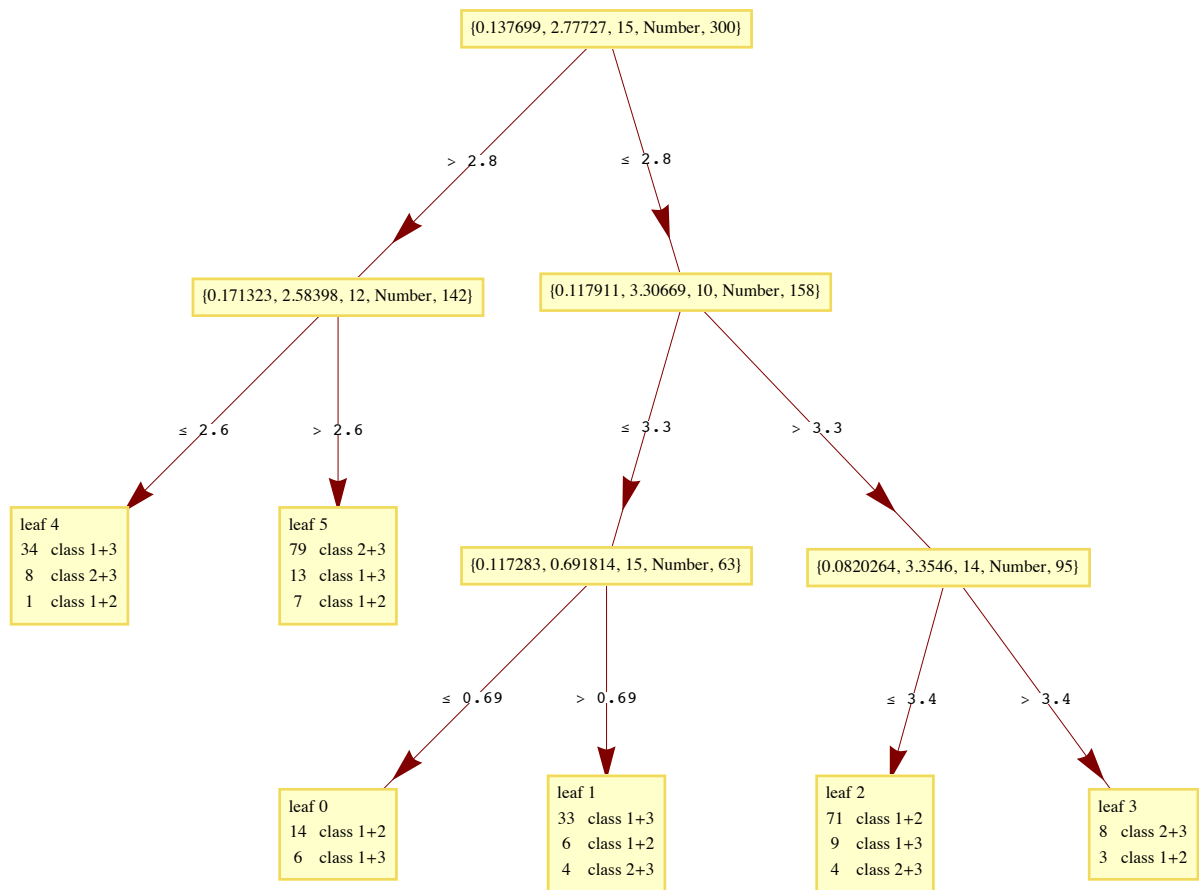 {0.137699, 2.77727, 15, Number, 300}
> 2.8
≤ 2.8
{0.171323, 2.58398, 12, Number, 142}
{0.117911, 3.30669, 10, Number, 158}
≤ 2.6
> 2.6
≤ 3.3
> 3.3
leaf 4
34 class 1+3
8 class 2+3
1 class 1+2
leaf 5
79 class 2+3
13 class 1+3
7 class 1+2
{0.117283, 0.691814, 15, Number, 63}
{0.0820264, 3.3546, 14, Number, 95}
≤ 0.69
> 0.69
≤ 3.4
> 3.4
leaf 0
14 class 1+2
6 class 1+3
leaf 1
33 class 1+3
6 class 1+2
4 class 2+3
leaf 2
71 class 1+2
9 class 1+3
4 class 2+3
leaf 3
8 class 2+3
3 class 1+2